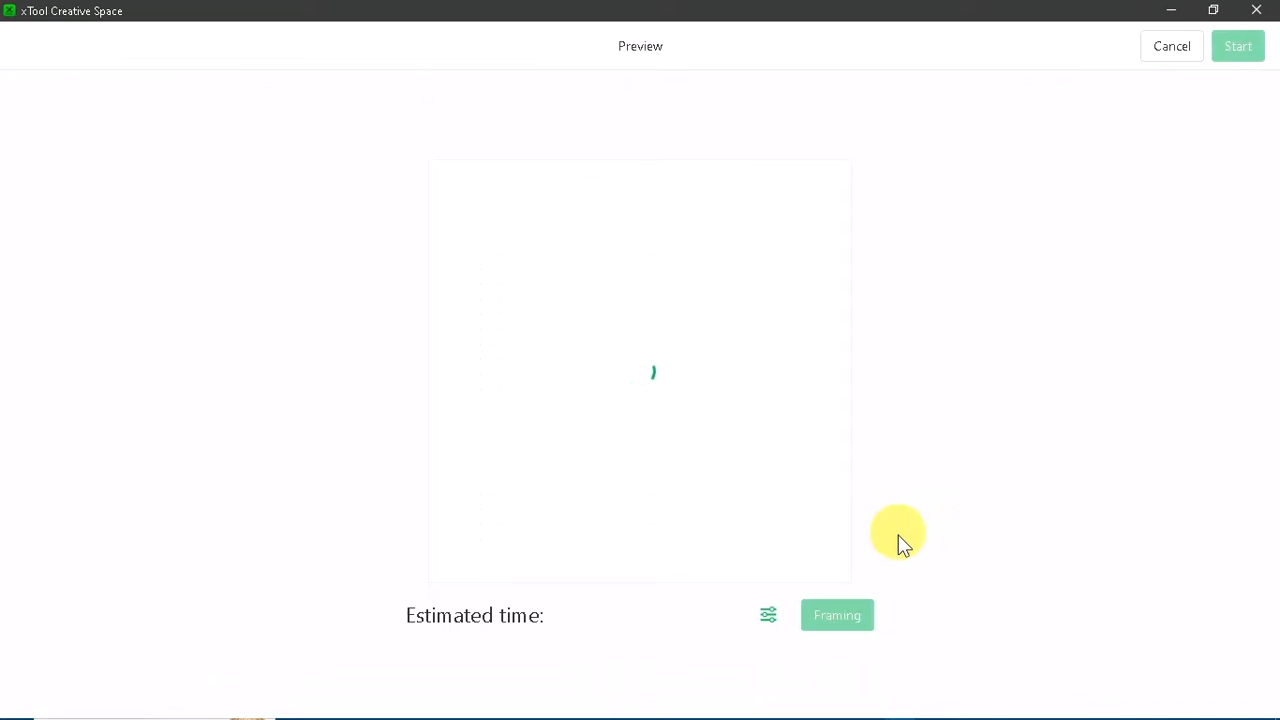 xTool Creative Space
Preview
Cancel
Start
Estimated time:
Framing